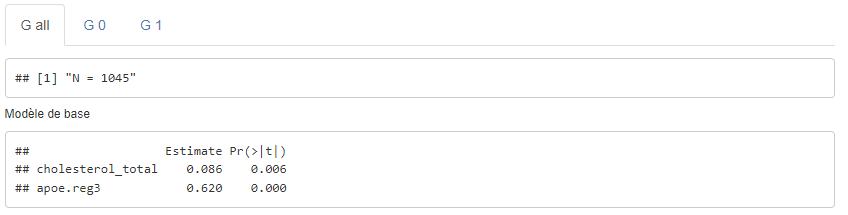 G all G 0 G 1
## [1] "N = 1045"
Modèle de base
##                   Estimate Pr(>|t|)
## cholesterol_total    0.086    0.006
## apoe.reg3            0.620    0.000